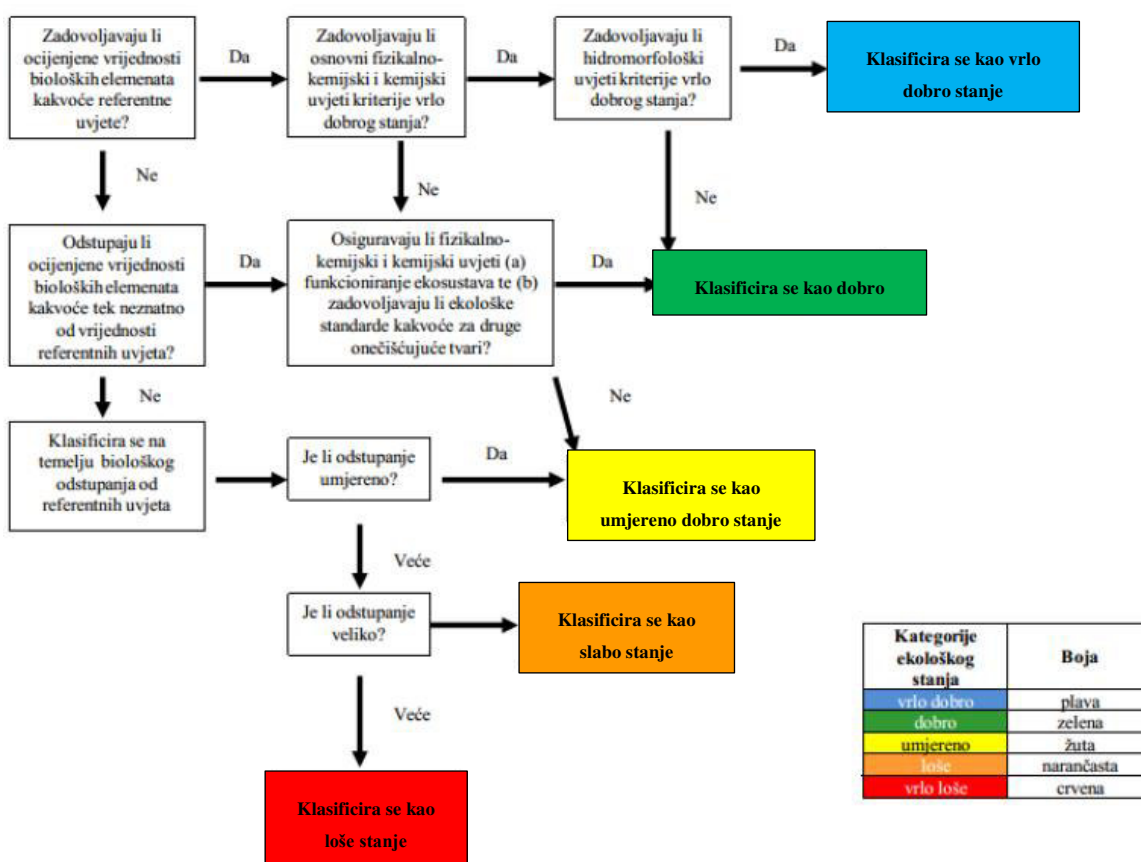 Zadovoljavaju li
ocijenjene vrijednosti
bioloških elemenata
kakvoće referentne
uvjete?
Da
Zadovoljavaju li
osnovni fizikalno-
kemijski i kemijski
uvjeti kriterije vrlo
dobrog stanja?
Da
Zadovoljavaju li
hidromorfološki
uvjeti kriterije vrlo
dobrog stanja?
Da
Klasificira se kao vrlo
dobro stanje
Ne
Ne
Ne
Odstupaju li
ocijenjene vrijednosti
bioloških elemenata
kakvoće tek neznatno
od vrijednosti
referentnih uvjeta?
Da
Osiguravaju li fizikalno-
kemijski i kemijski uvjeti (a)
funkcioniranje ekosustava te (b)
zadovoljavaju li ekološke
standarde kakvoće za druge
onečišćujuće tvari?
Da
Klasificira se kao dobro
Ne
Ne
Klasificira se na
temelju biološkog
odstupanja od
referentnih uvjeta
Je li odstupanje
umjereno?
Da
Klasificira se kao
umjereno dobro stanje
Veće
Je li odstupanje
veliko?
Klasificira se kao
slabo stanje
Veće
Klasificira se kao
loše stanje
Kategorije
ekološkog
stanja
Boja
vrlo dobro
plava
dobro
zelena
umjereno
žuta
loše
narančasta
vrlo loše
crvena